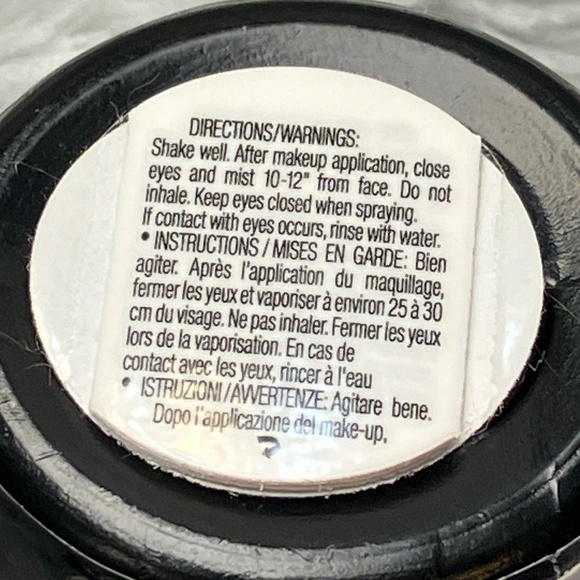 DIRECTIONS/WARNINGS:
Shake well. After makeup application, close
eyes and mist 10-12" from face. Do not
inhale. Keep eyes closed when spraying.
If contact with eyes occurs, rinse with water.
• INSTRUCTIONS / MISES EN GARDE: Bien
agiter. Après l'application du maquillage,
fermer les yeux et vaporiser à environ 25 à 30
cm du visage. Ne pas inhaler. Fermer les yeux
lors de la vaporisation. En cas de
contact avec les yeux, rincer à l'eau
• ISTRUZIONI/AVVERTENZE: Agitare bene.
Dopo l'applicazione del make-up,